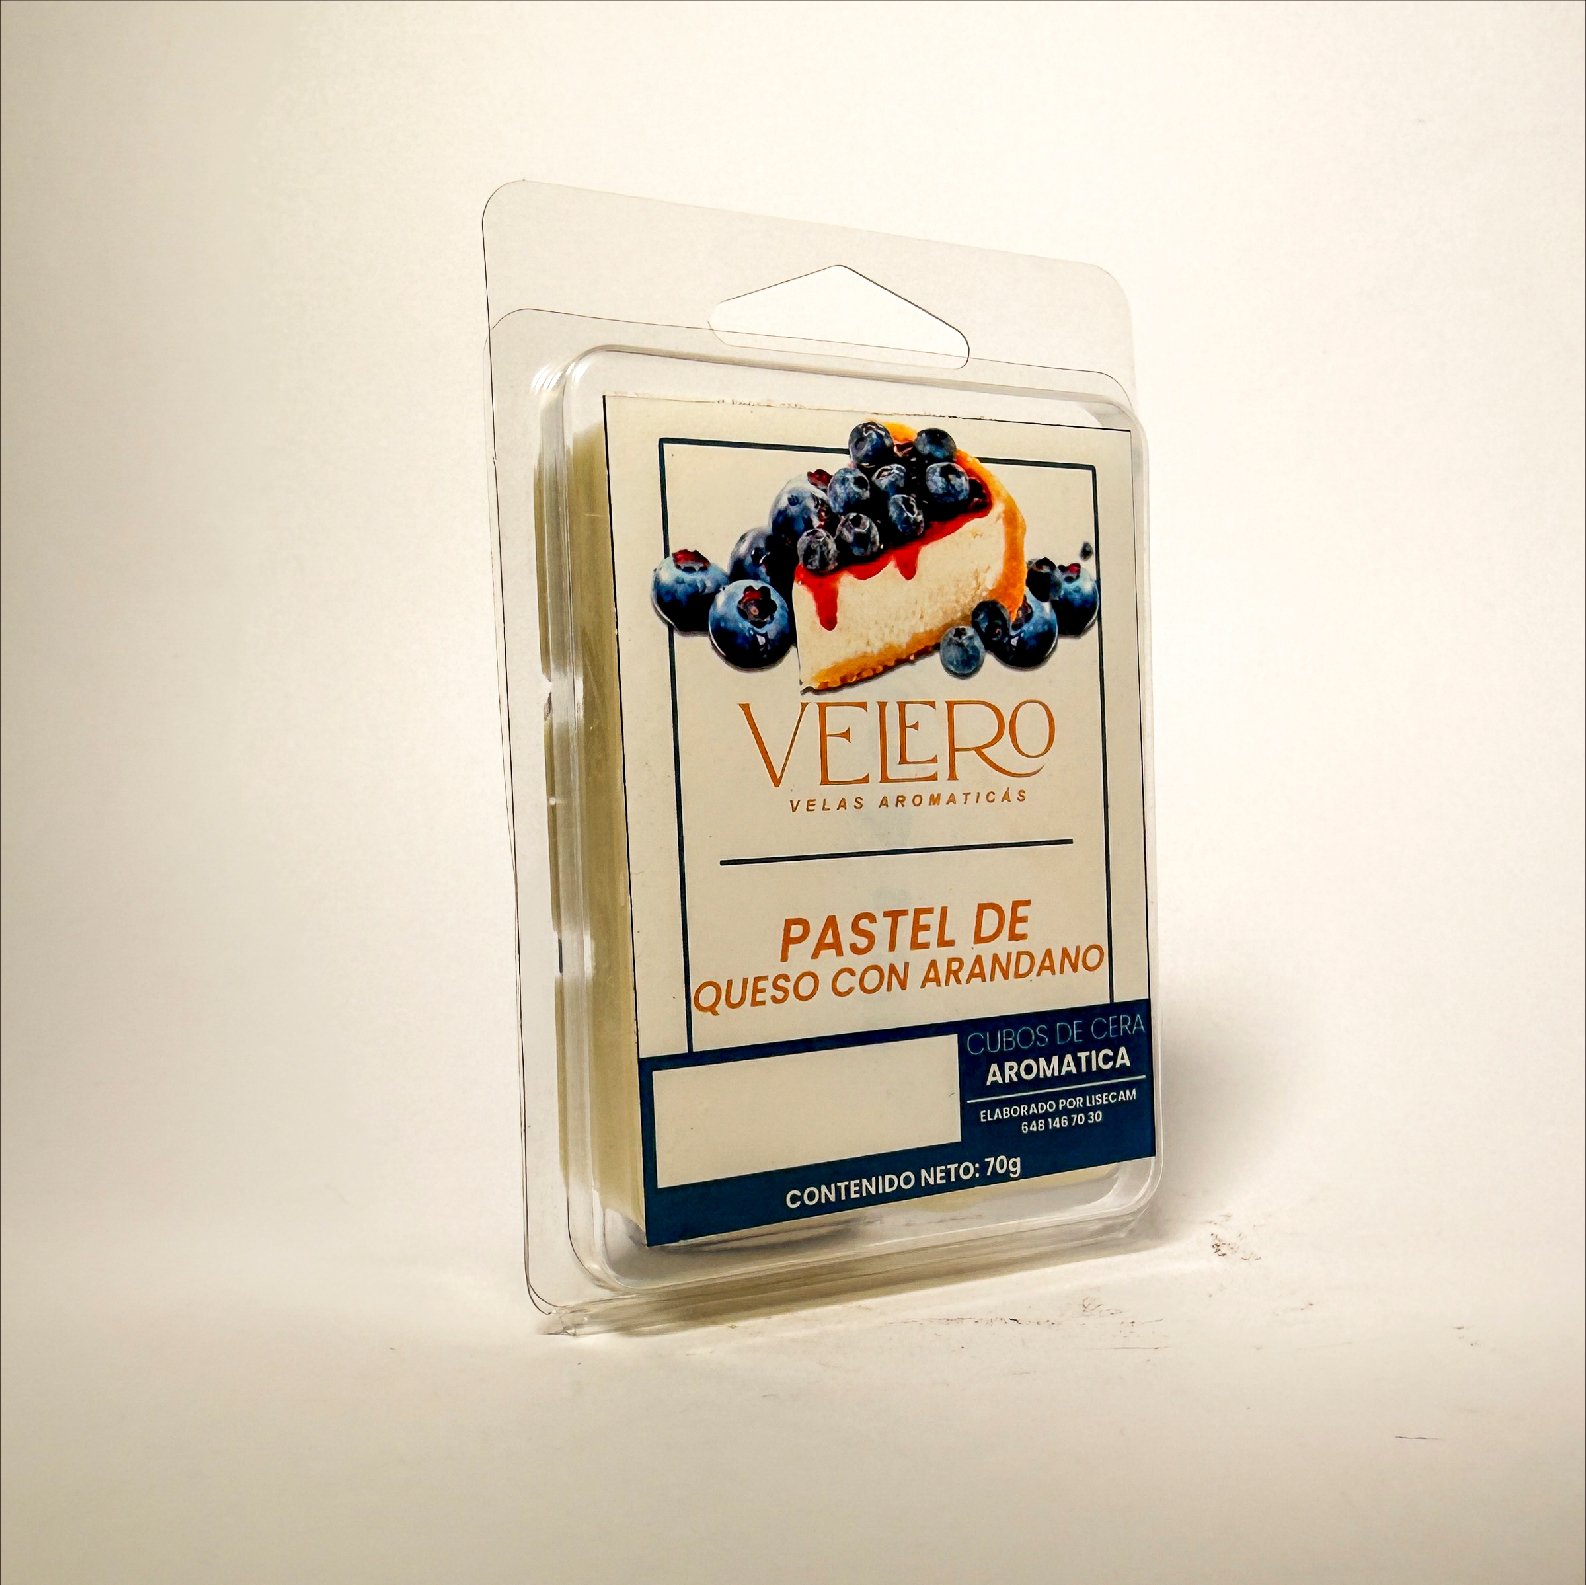 VELERO
VELAS AROMATICÁS
PASTEL DE
QUESO CON ARANDANO
CUBOS DE CERA
AROMATICA
ELABORADO POR LISECAM
648 146 70 30
CONTENIDO NETO: 70g